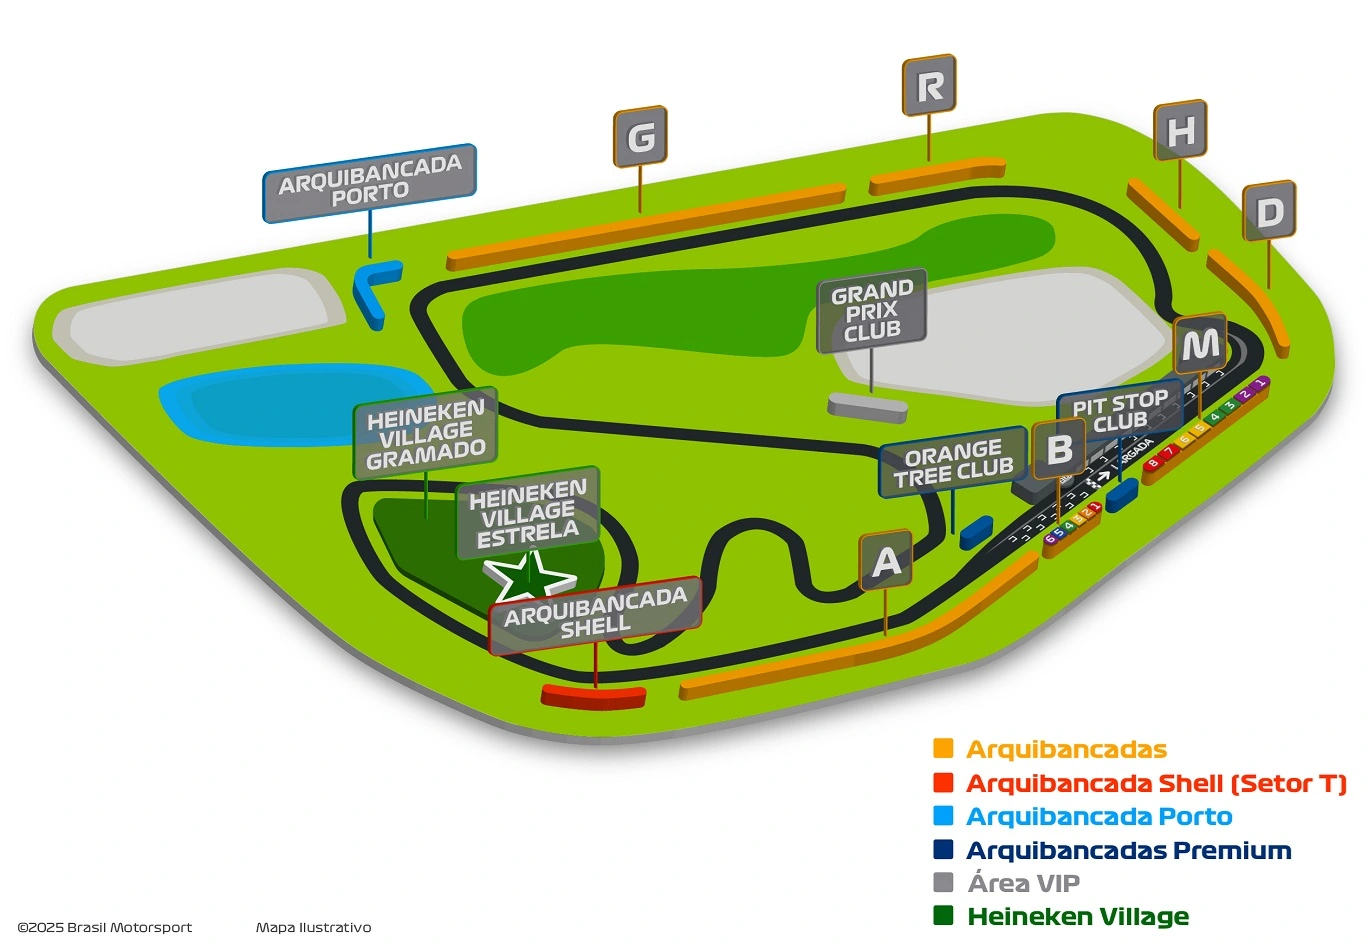 R
G
H
ARQUIBANCADA
PORTO
D
GRAND
PRIX
CLUB
M
HEINEKEN
VILLAGE
GRAMADO
PIT STOP
CLUB
1
2
3
4
5
6
7
8
B
ORANGE
TREE CLUB
HEINEKEN
VILLAGE
ESTRELA
1
2
3
4
5
6
A
ARQUIBANCADA
SHELL
Arquibancadas
Arquibancada Shell (Setor T)
Arquibancada Porto
Arquibancadas Premium
Área VIP
Heineken Village
©2025 Brasil Motorsport
Mapa Ilustrativo